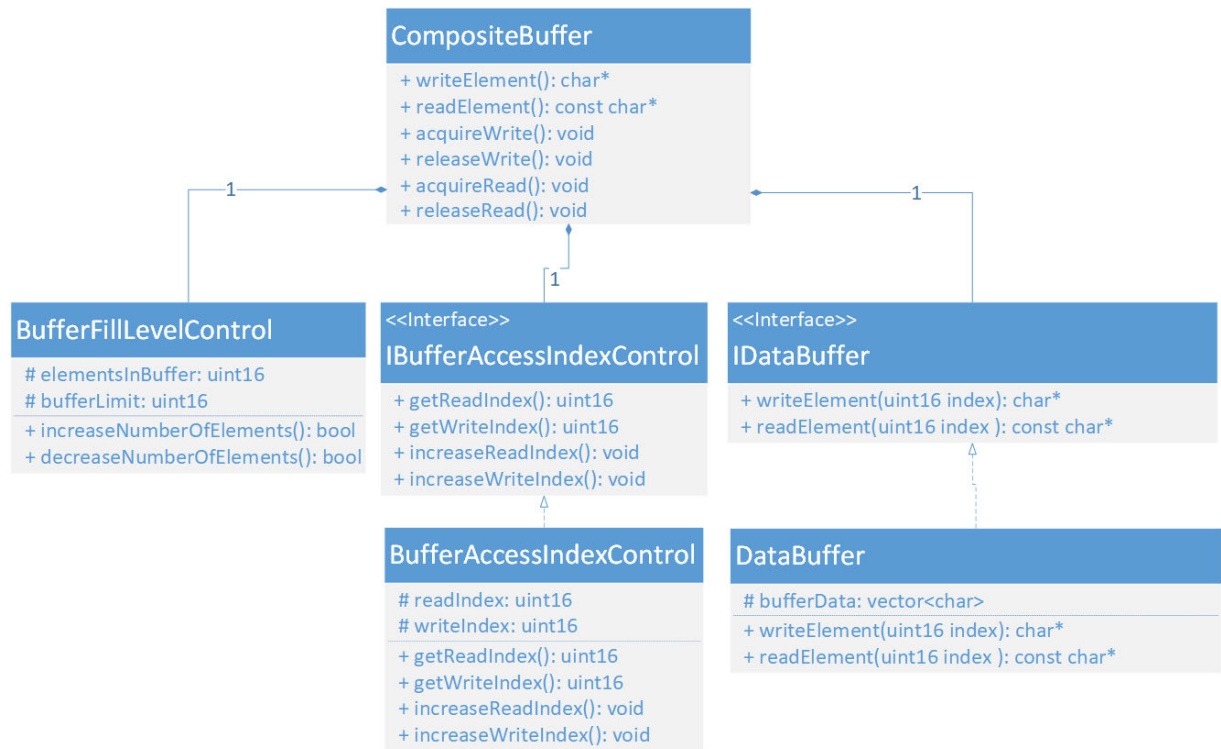 CompositeBuffer
+ writeElement(): char*
+ readElement(): const char*
+ acquireWrite(): void
+ releaseWrite(): void
+ acquireRead(): void
+ releaseRead(): void
1
1
1
BufferFillLevelControl
# elementsInBuffer: uint16
# bufferLimit: uint16
+ increaseNumberOfElements(): bool
+ decreaseNumberOfElements(): bool
<<Interface>>
IBufferAccessIndexControl
+ getReadIndex(): uint16
+ getWriteIndex(): uint16
+ increaseReadIndex(): void
+ increaseWriteIndex(): void
<<Interface>>
IDataBuffer
+ writeElement(uint16 index): char*
+ readElement(uint16 index ): const char*
BufferAccessIndexControl
# readIndex: uint16
# writeIndex: uint16
+ getReadIndex(): uint16
+ getWriteIndex(): uint16
+ increaseReadIndex(): void
+ increaseWriteIndex(): void
DataBuffer
# bufferData: vector<char>
+ writeElement(uint16 index): char*
+ readElement(uint16 index ): const char*